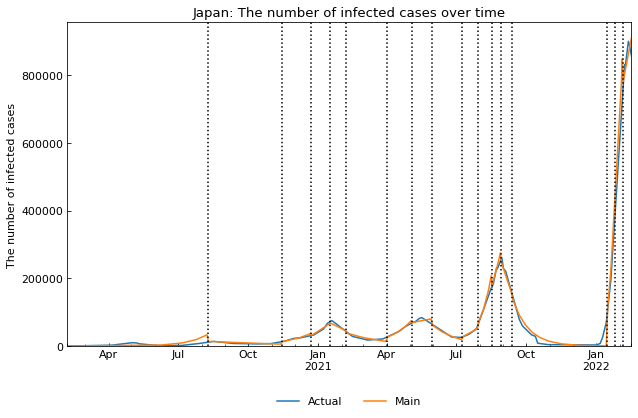 Japan: The number of infected cases over time
The number of infected cases
800000
600000
400000
200000
0
Apr Jul Oct Jan Apr Jul Oct Jan
2021 2022
Actual Main